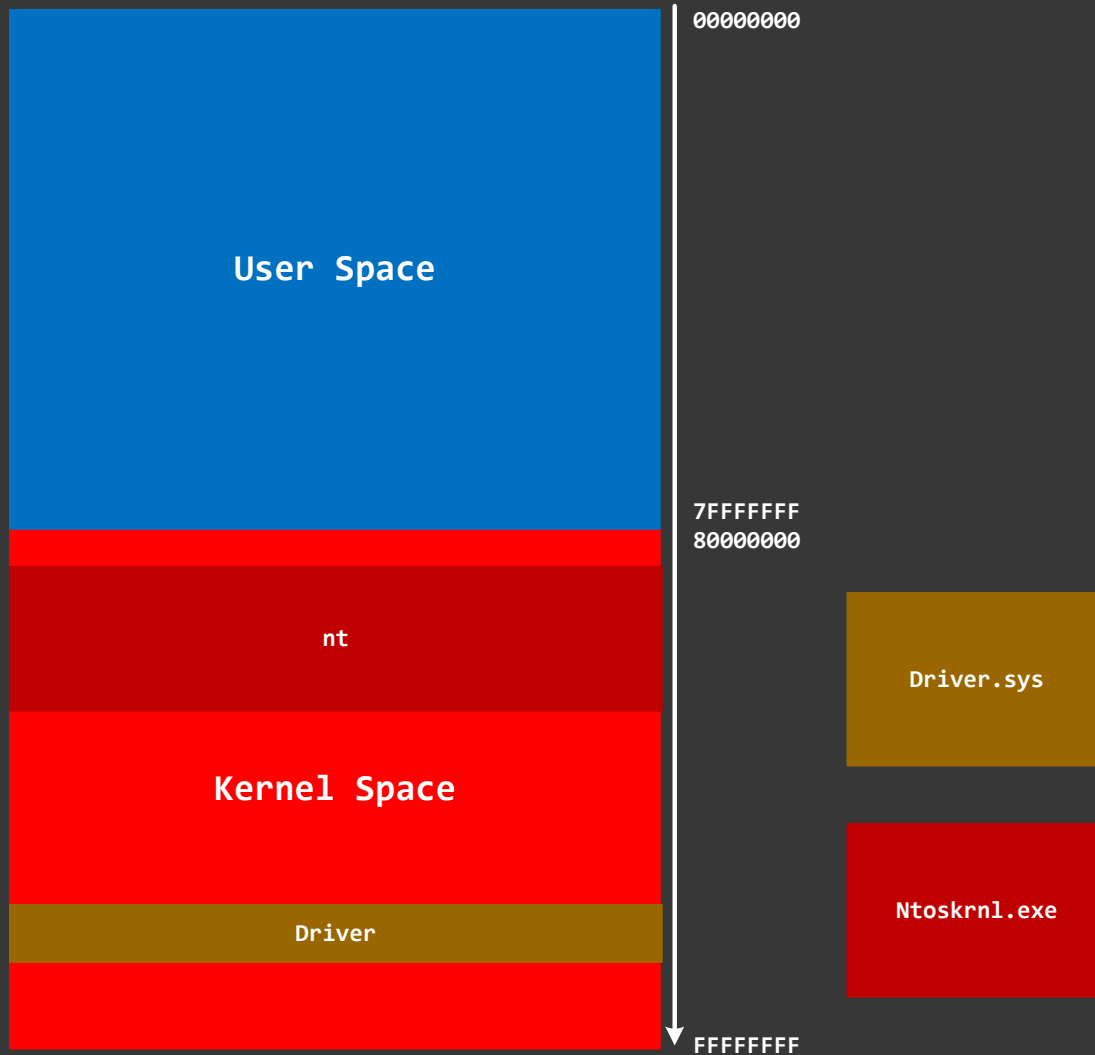 00000000
User Space
7FFFFFFF
80000000
nt
Driver.sys
Kernel Space
Ntoskrnl.exe
Driver
FFFFFFFF